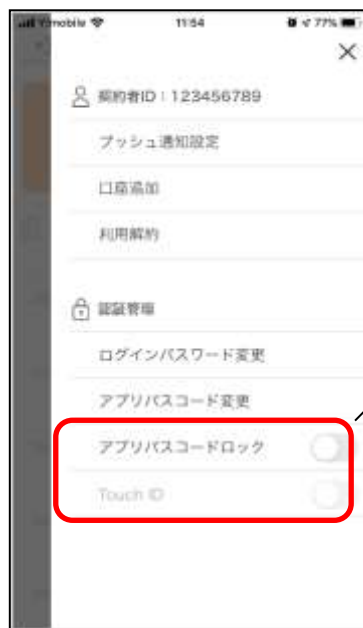 Y!mobile 11:54 77%
契約者ID：123456789
プッシュ通知設定
口座追加
利用解約
認証管理
ログインパスワード変更
アプリパスコード変更
アプリパスコードロック
Touch ID